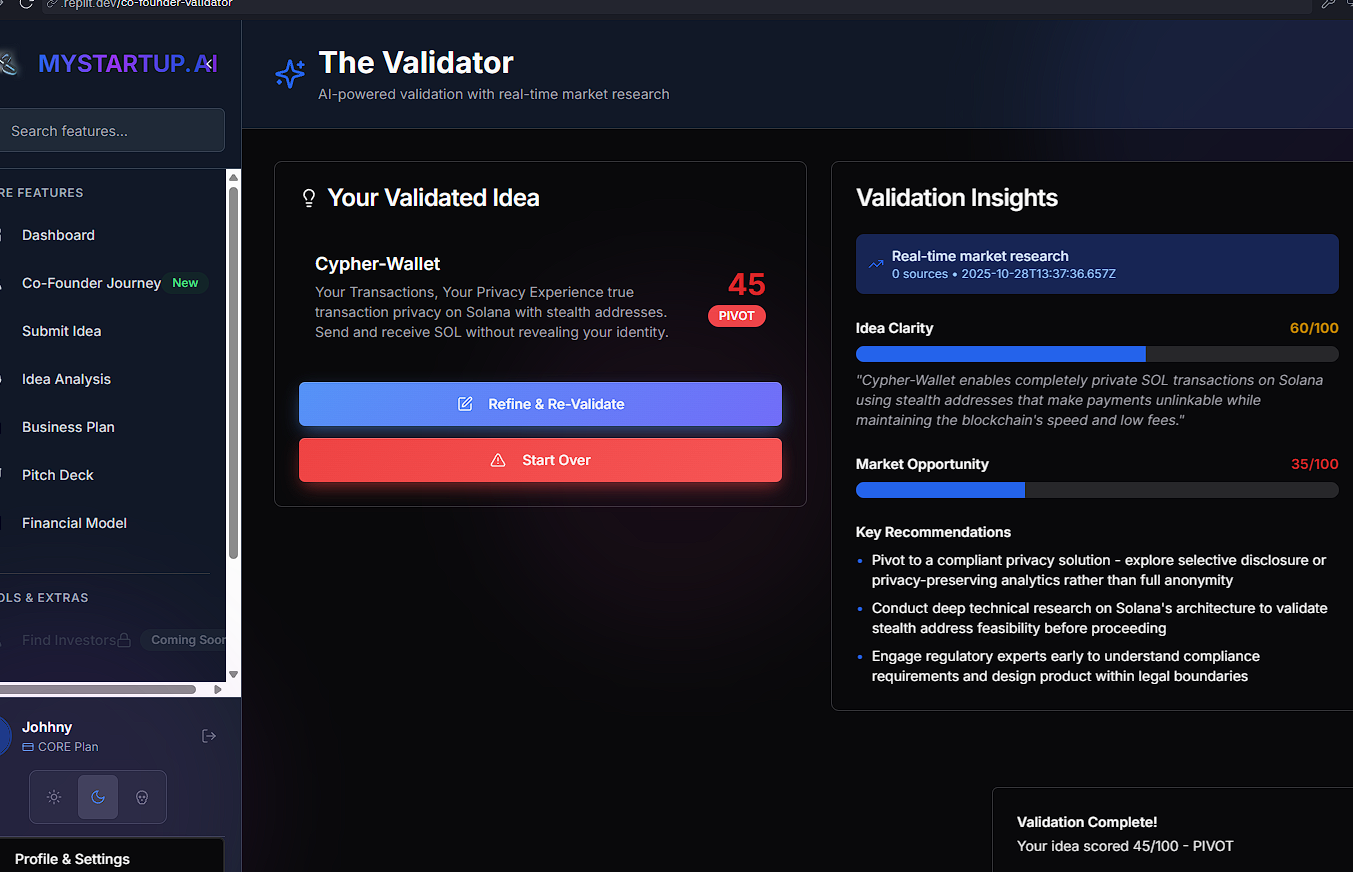 .replit.dev/co-founder-validator
MYSTARTUP.AI
Search features...
RE FEATURES
Dashboard
Co-Founder Journey New
Submit Idea
Idea Analysis
Business Plan
Pitch Deck
Financial Model
OLS & EXTRAS
Find Investors Coming Soon
Johhny
CORE Plan
Profile & Settings
The Validator
AI-powered validation with real-time market research
Your Validated Idea
Cypher-Wallet
Your Transactions, Your Privacy Experience true
transaction privacy on Solana with stealth addresses.
Send and receive SOL without revealing your identity.
45
PIVOT
Refine & Re-Validate
Start Over
Validation Insights
Real-time market research
0 sources • 2025-10-28T13:37:36.657Z
Idea Clarity 60/100
"Cypher-Wallet enables completely private SOL transactions on Solana
using stealth addresses that make payments unlinkable while
maintaining the blockchain's speed and low fees."
Market Opportunity 35/100
Key Recommendations
• Pivot to a compliant privacy solution - explore selective disclosure or
privacy-preserving analytics rather than full anonymity
• Conduct deep technical research on Solana's architecture to validate
stealth address feasibility before proceeding
• Engage regulatory experts early to understand compliance
requirements and design product within legal boundaries
Validation Complete!
Your idea scored 45/100 - PIVOT